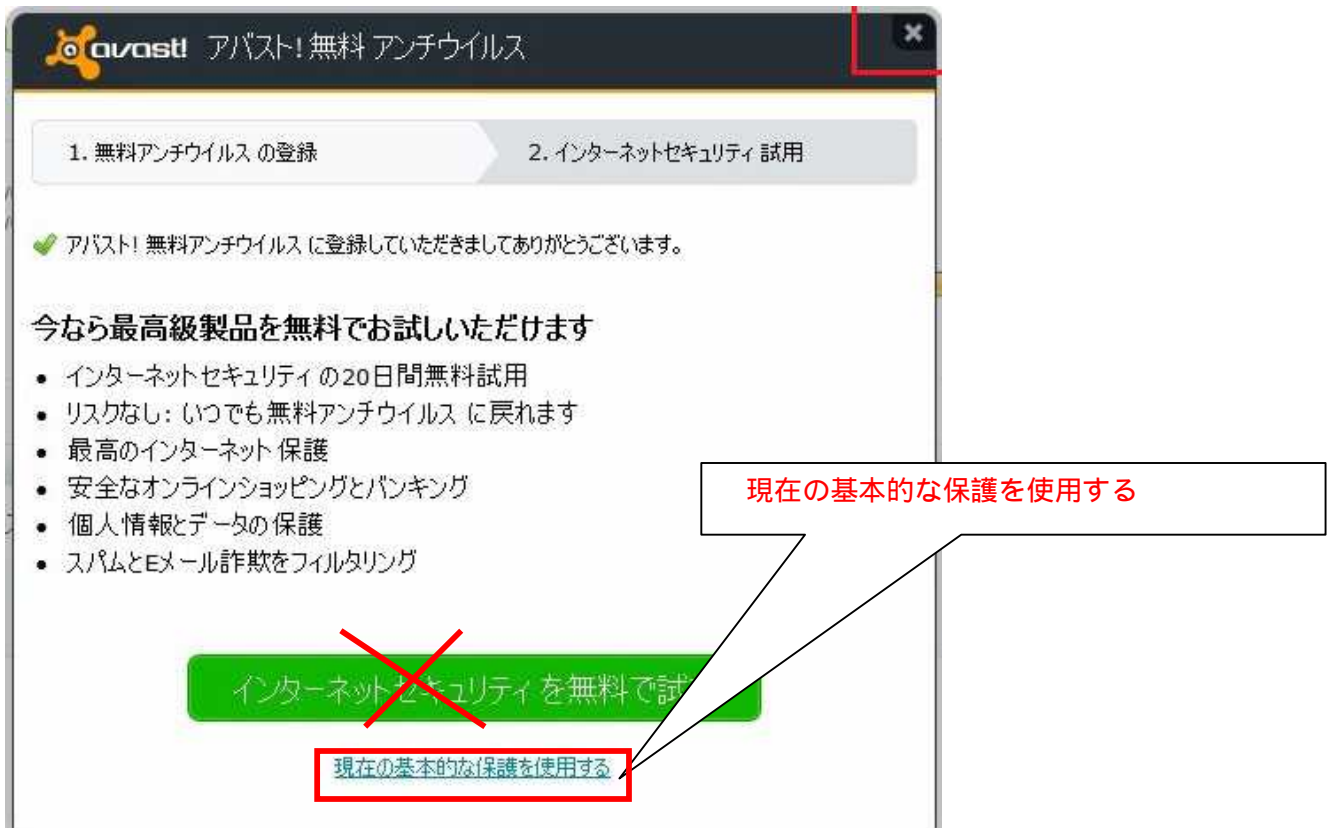 avast! アバスト! 無料 アンチウイルス
1. 無料アンチウイルス の登録
2. インターネットセキュリティ 試用
アバスト! 無料アンチウイルス に登録していただきましてありがとうございます。
今なら最高級製品を無料でお試しいただけます
• インターネットセキュリティ の20日間無料試用
• リスクなし: いつでも無料アンチウイルス に戻れます
• 最高のインターネット 保護
• 安全なオンラインショッピングとバンキング
• 個人情報とデータの保護
• スパムとEメール詐欺をフィルタリング
現在の基本的な保護を使用する
インターネットセキュリティ を無料で試
現在の基本的な保護を使用する